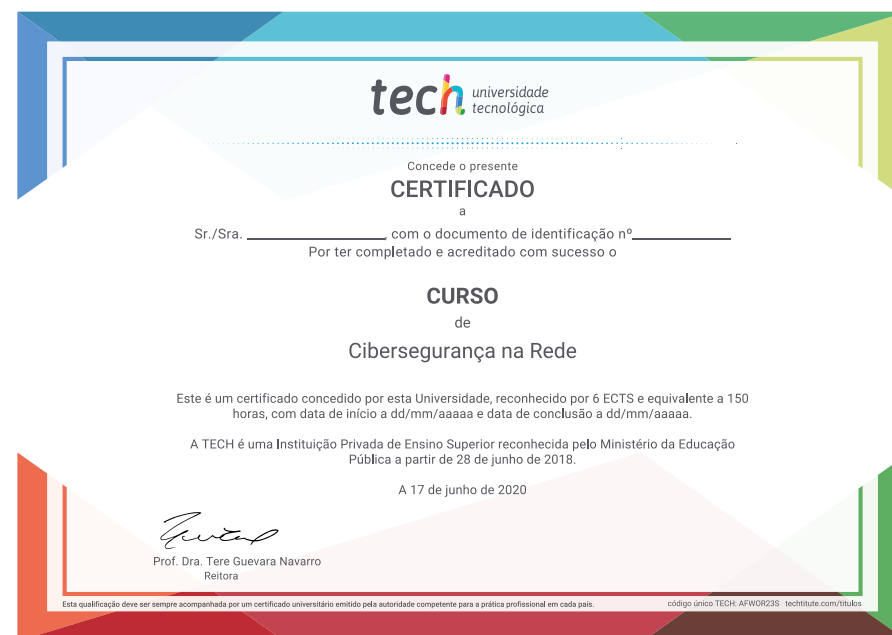 tech universidade
tecnológica
Concede o presente
CERTIFICADO
a
Sr./Sra. ____________________, com o documento de identificação nº______________
Por ter completado e acreditado com sucesso o
CURSO
de
Cibersegurança na Rede
Este é um certificado concedido por esta Universidade, reconhecido por 6 ECTS e equivalente a 150
horas, com data de início a dd/mm/aaaaa e data de conclusão a dd/mm/aaaaa.
A TECH é uma Instituição Privada de Ensino Superior reconhecida pelo Ministério da Educação
Pública a partir de 28 de junho de 2018.
A 17 de junho de 2020
Prof. Dra. Tere Guevara Navarro
Reitora
Esta qualificação deve ser sempre acompanhada por um certificado universitário emitido pela autoridade competente para a prática profissional em cada país.
código único TECH: AFWOR23S techtitute.com/titulos